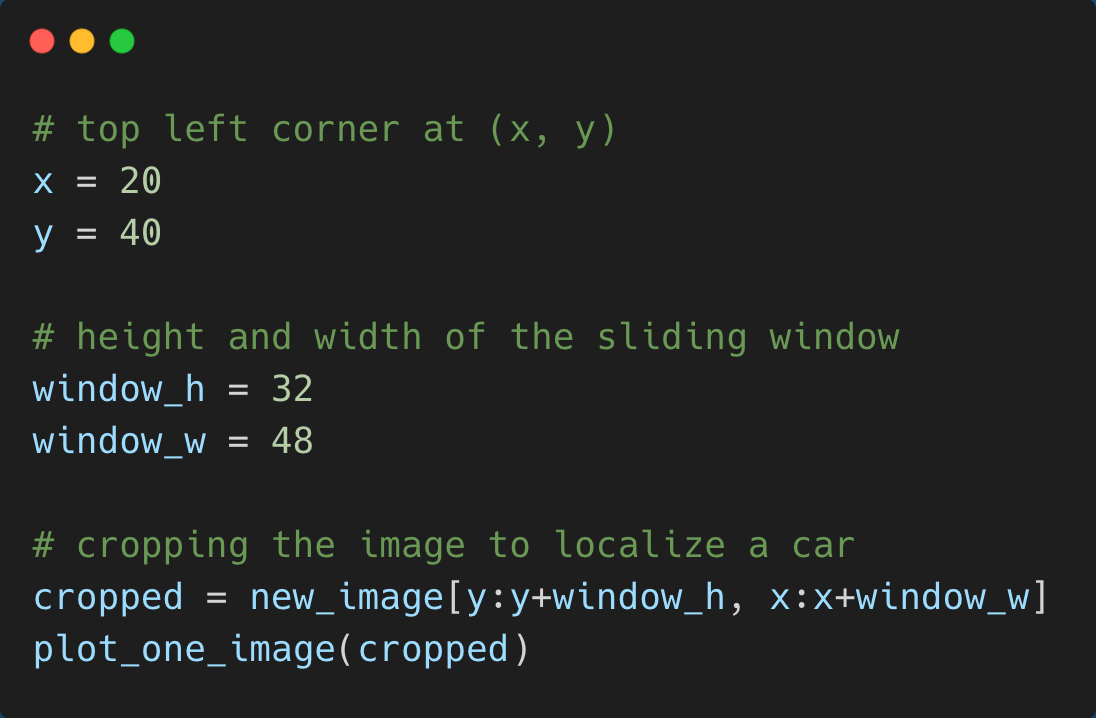 # top left corner at (x, y)
x = 20
y = 40
# height and width of the sliding window
window_h = 32
window_w = 48
# cropping the image to localize a car
cropped = new_image[y:y+window_h, x:x+window_w]
plot_one_image(cropped)